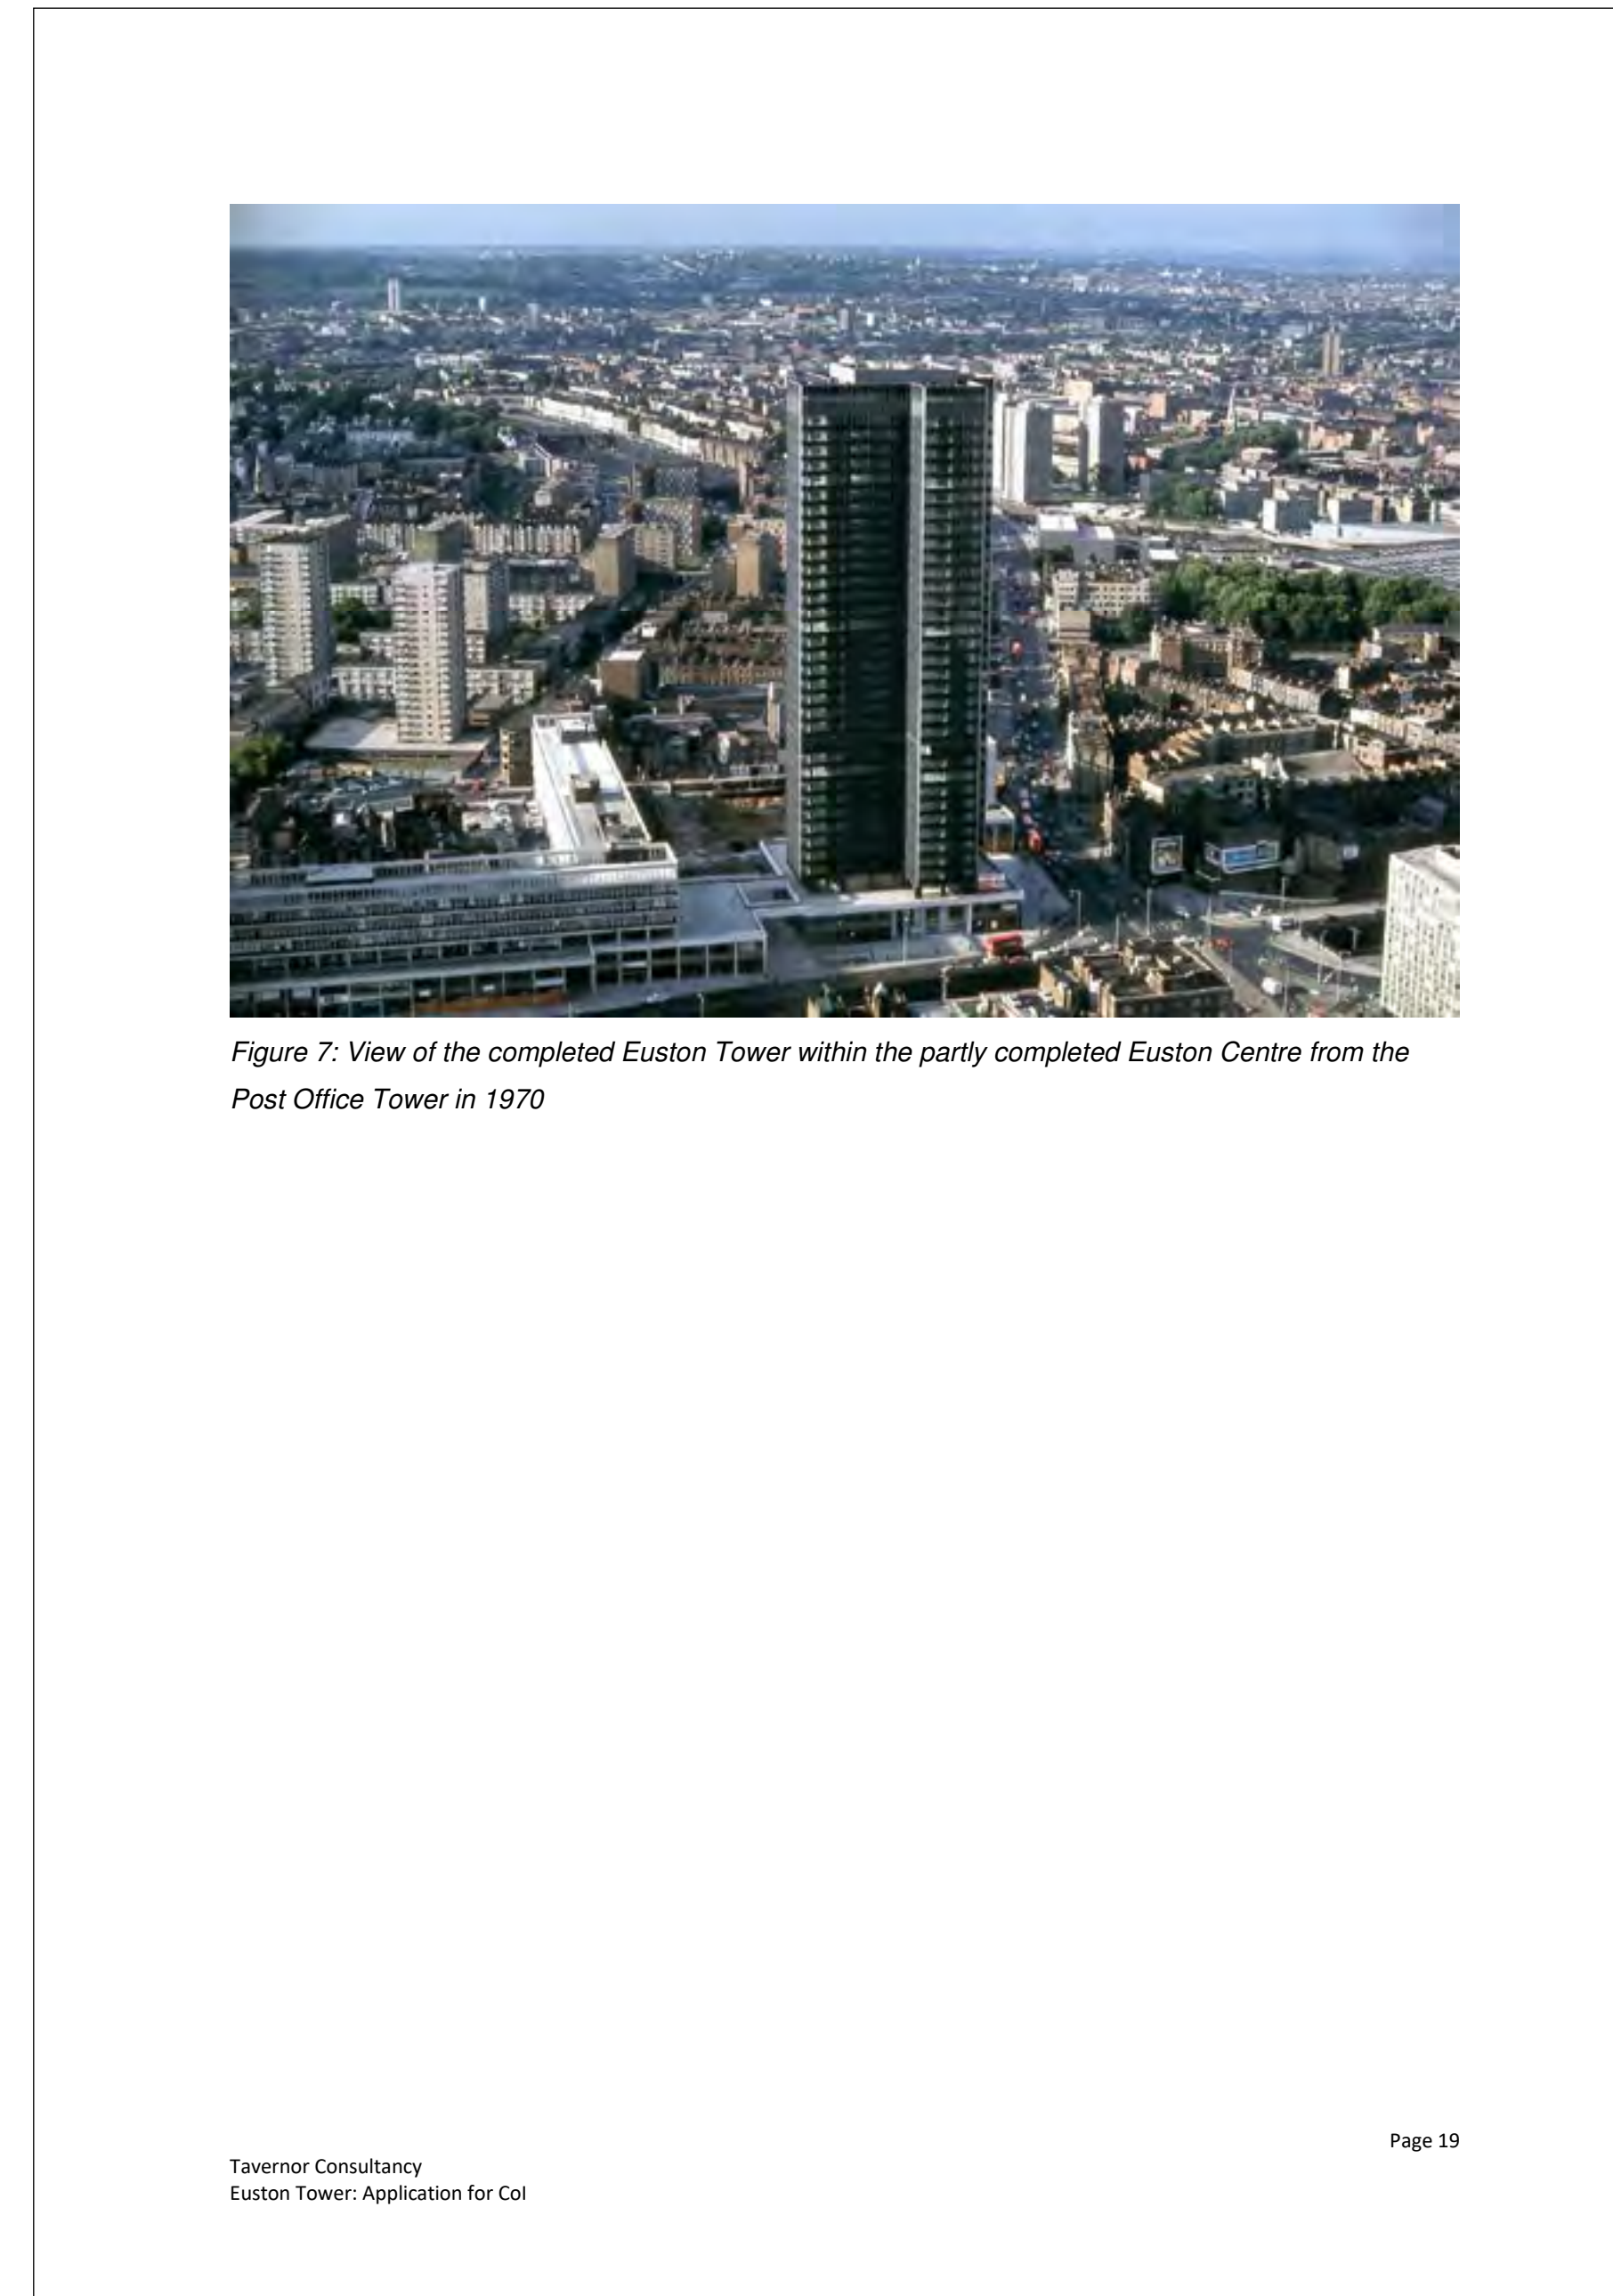 Figure 7: View of the completed Euston Tower within the partly completed Euston Centre from the
Post Office Tower in 1970
Page 19
Tavernor Consultancy
Euston Tower: Application for CoI